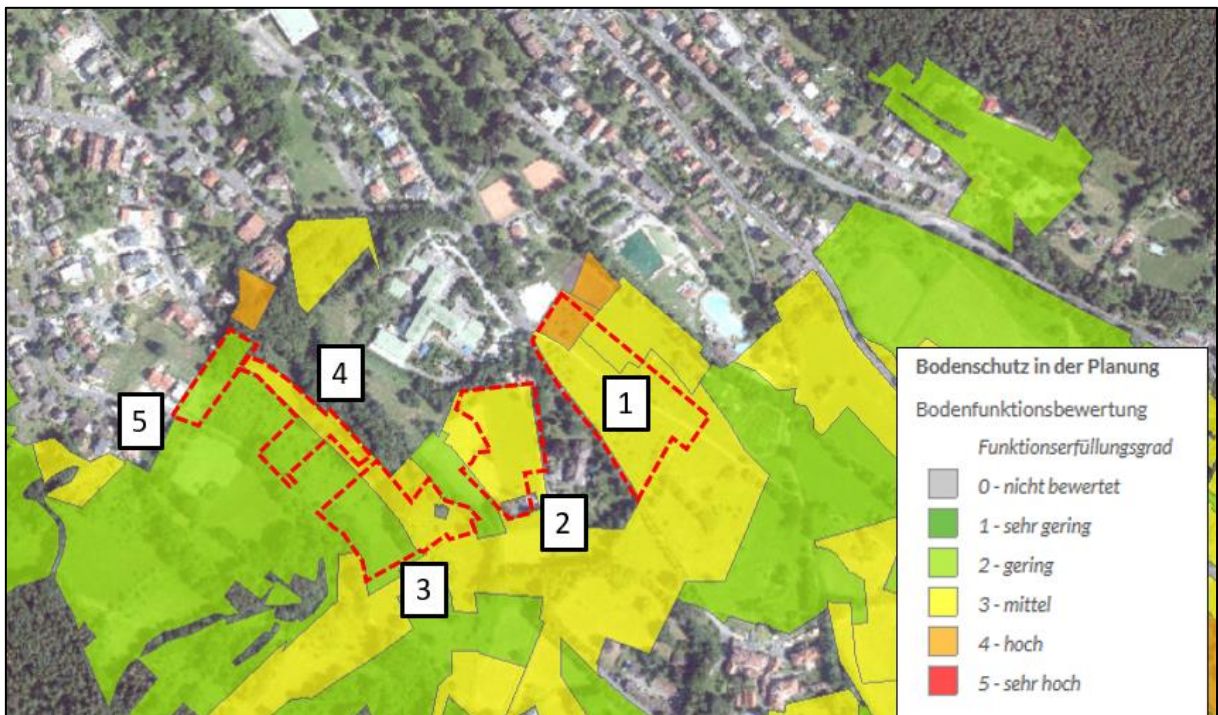 4
1
5
2
3
Bodenschutz in der Planung
Bodenfunktionsbewertung
Funktionserfüllungsgrad
0 - nicht bewertet
1 - sehr gering
2 - gering
3 - mittel
4 - hoch
5 - sehr hoch